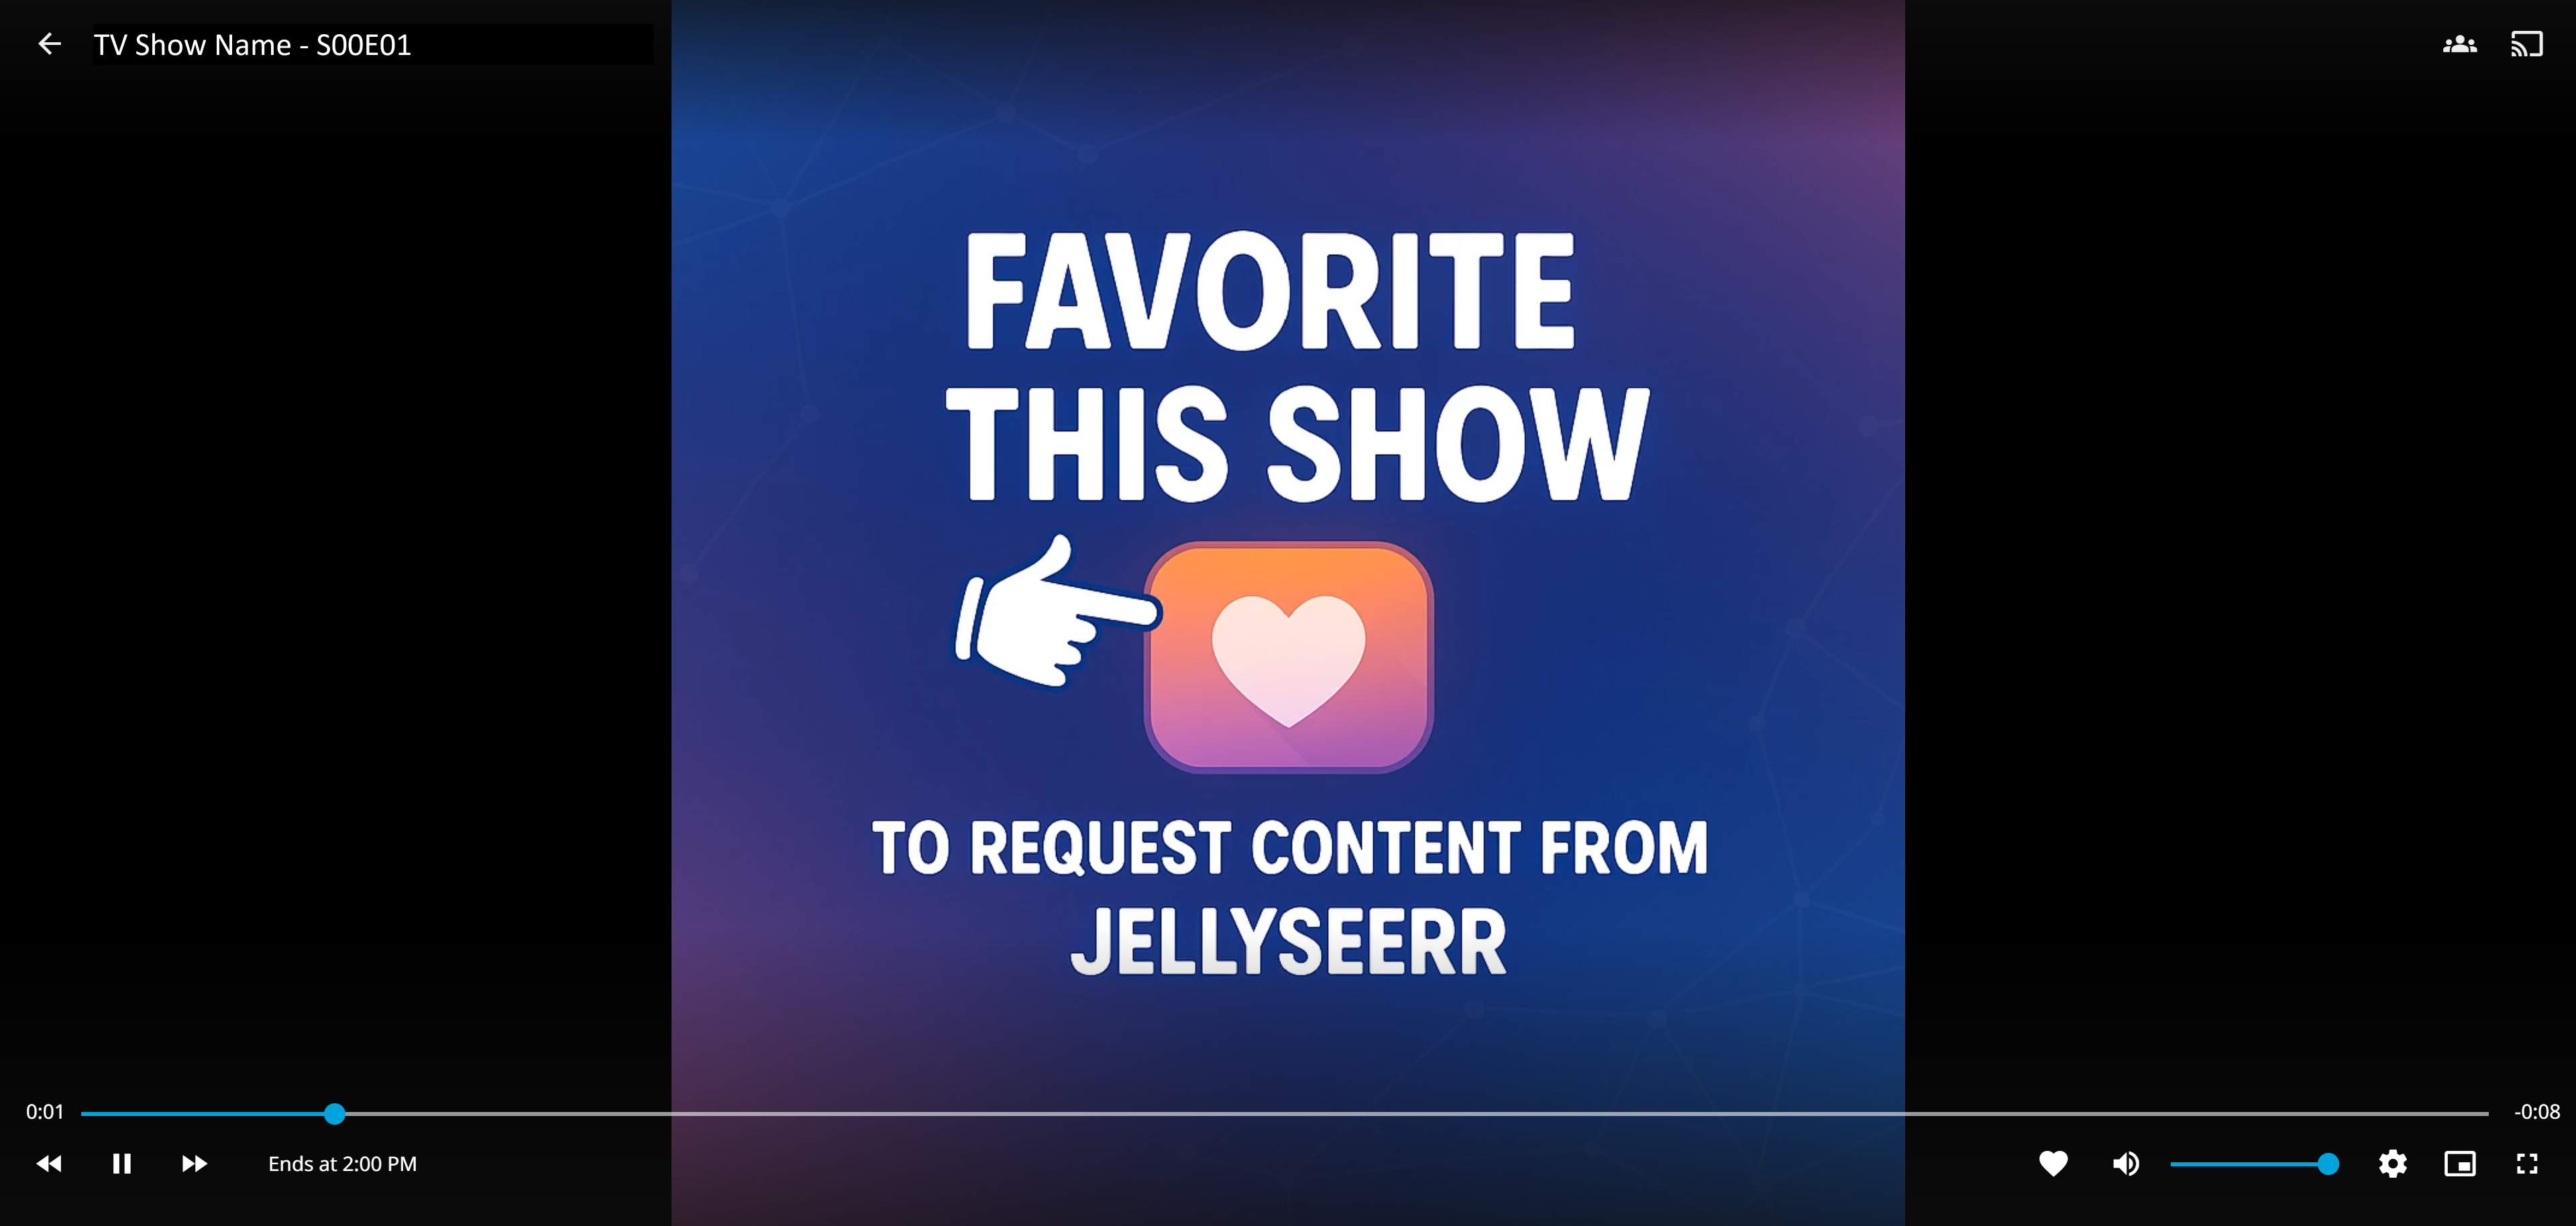 TV Show Name - S00E01
FAVORITE
THIS SHOW
TO REQUEST CONTENT FROM
JELLYSEERR
0:01
-0:08
Ends at 2:00 PM